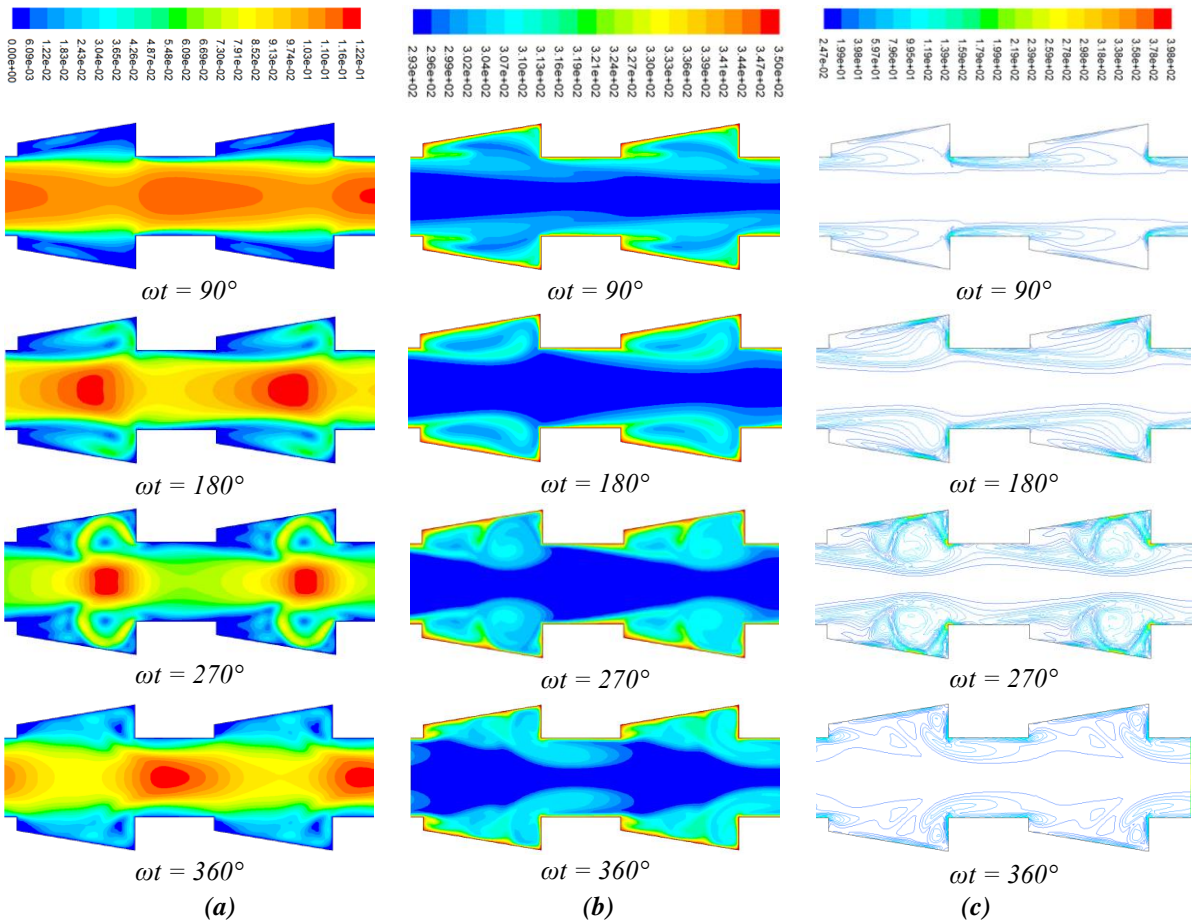 0.00e+00
6.09e-03
1.22e-02
1.83e-02
2.43e-02
3.04e-02
3.65e-02
4.26e-02
4.87e-02
5.48e-02
6.09e-02
6.69e-02
7.30e-02
7.91e-02
8.52e-02
9.13e-02
9.74e-02
1.03e-01
1.10e-01
1.16e-01
1.22e-01
2.93e+02
2.96e+02
2.99e+02
3.02e+02
3.04e+02
3.07e+02
3.10e+02
3.13e+02
3.16e+02
3.19e+02
3.21e+02
3.24e+02
3.27e+02
3.30e+02
3.33e+02
3.36e+02
3.39e+02
3.41e+02
3.44e+02
3.47e+02
3.50e+02
2.47e-02
1.99e+01
3.98e+01
5.97e+01
7.96e+01
9.95e+01
1.19e+02
1.39e+02
1.59e+02
1.79e+02
1.99e+02
2.19e+02
2.39e+02
2.59e+02
2.78e+02
2.98e+02
3.18e+02
3.38e+02
3.58e+02
3.78e+02
3.98e+02
ωt = 90°
ωt = 90°
ωt = 90°
ωt = 180°
ωt = 180°
ωt = 180°
ωt = 270°
ωt = 270°
ωt = 270°
ωt = 360°
ωt = 360°
ωt = 360°
(a)
(b)
(c)